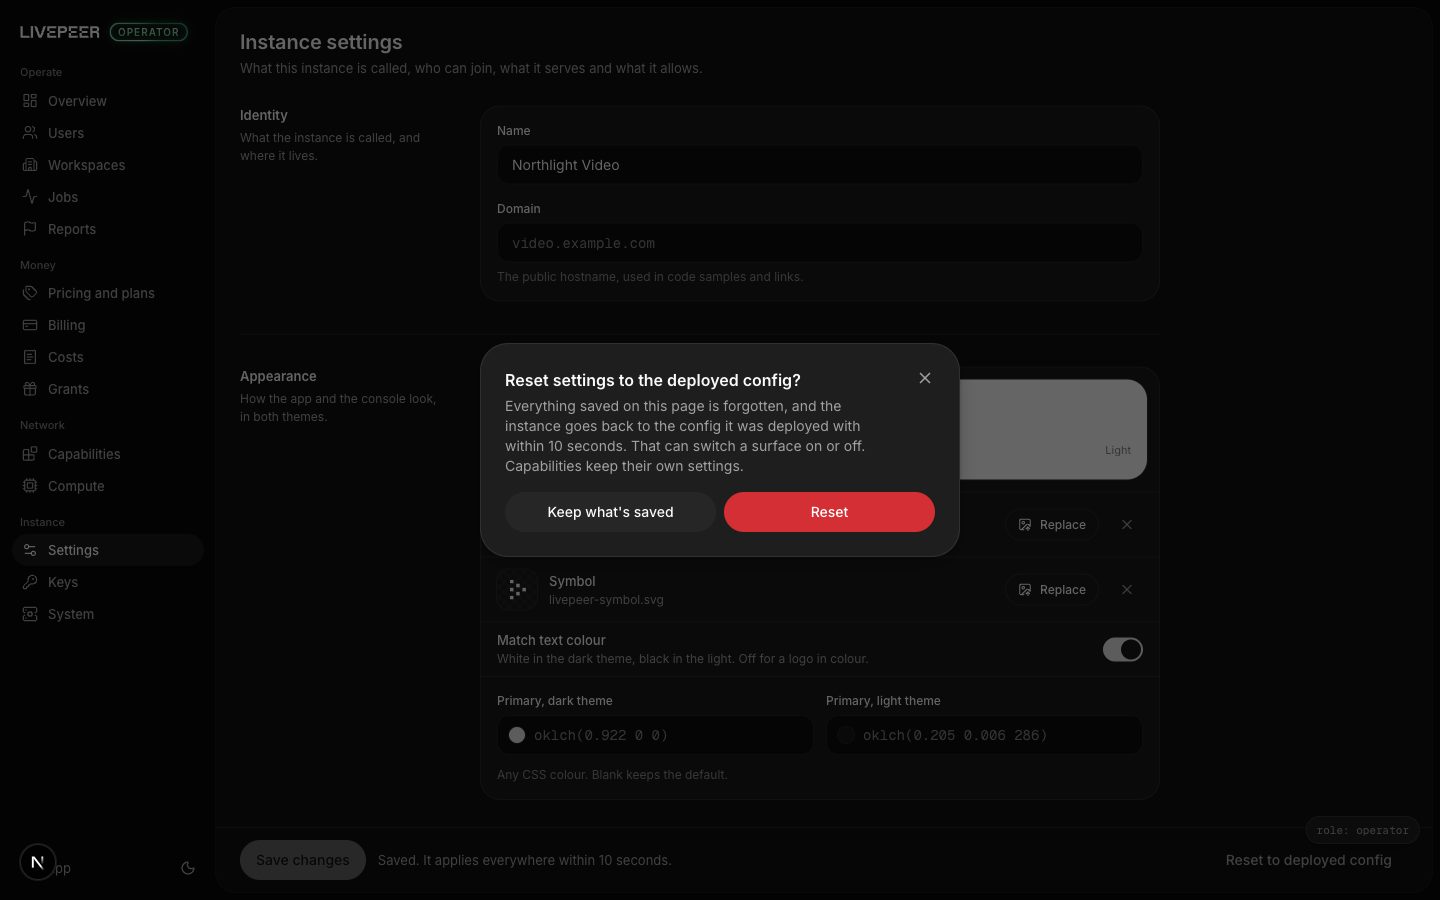 LIVEPEER OPERATOR
Operate
Overview
Users
Workspaces
Jobs
Reports
Money
Pricing and plans
Billing
Costs
Grants
Network
Capabilities
Compute
Instance
Settings
Keys
System
N
pp
Instance settings
What this instance is called, who can join, what it serves and what it allows.
Identity
What the instance is called, and
where it lives.
Name
Northlight Video
Domain
video.example.com
The public hostname, used in code samples and links.
Appearance
How the app and the console look,
in both themes.
Light
Reset settings to the deployed config?
Everything saved on this page is forgotten, and the
instance goes back to the config it was deployed with
within 10 seconds. That can switch a surface on or off.
Capabilities keep their own settings.
Keep what's saved
Reset
Replace
Symbol
livepeer-symbol.svg
Replace
Match text colour
White in the dark theme, black in the light. Off for a logo in colour.
Primary, dark theme
oklch(0.922 0 0)
Primary, light theme
oklch(0.205 0.006 286)
Any CSS colour. Blank keeps the default.
role: operator
Save changes
Saved. It applies everywhere within 10 seconds.
Reset to deployed config